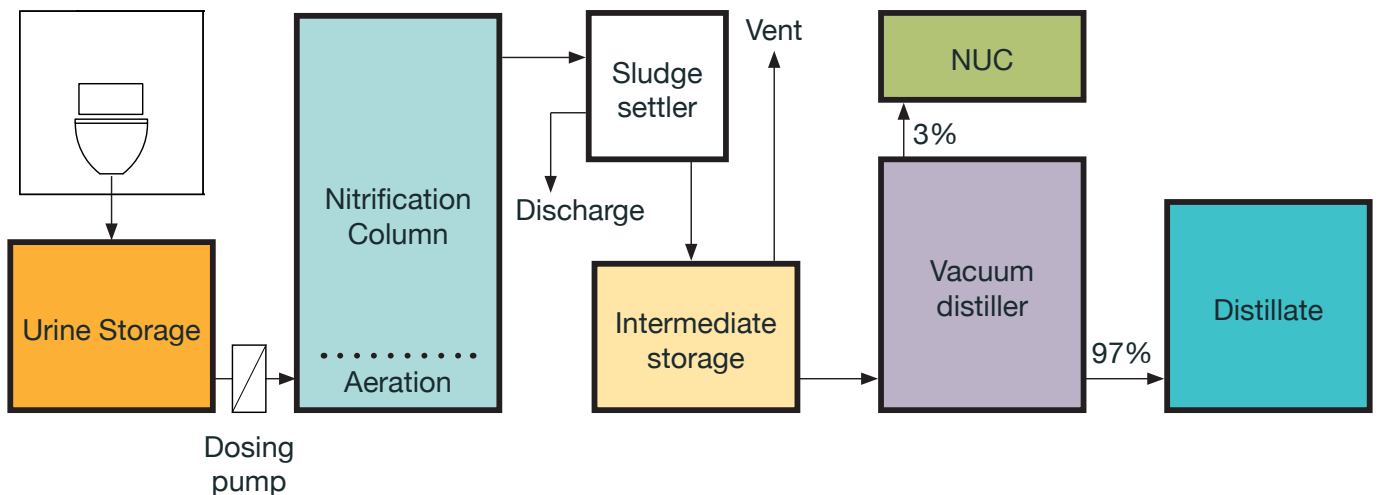 Urine Storage
Dosing
pump
Nitrification
Column
Aeration
Sludge
settler
Discharge
Vent
Intermediate
storage
NUC
3%
Vacuum
distiller
97%
Distillate